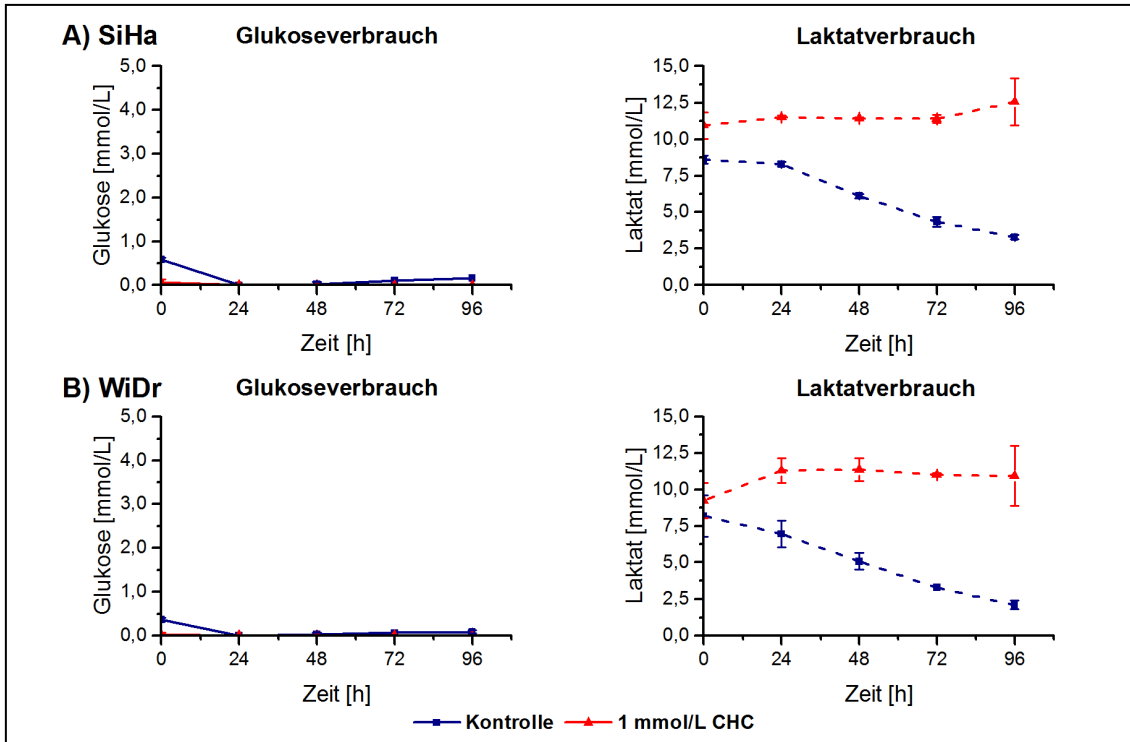 A) SiHa
Glukoseverbrauch
Glukose [mmol/L]
5,0
4,0
3,0
2,0
1,0
0,0
0 24 48 72 96
Zeit [h]
Laktatverbrauch
Laktat [mmol/L]
15,0
12,5
10,0
7,5
5,0
2,5
0,0
0 24 48 72 96
Zeit [h]
B) WiDr
Glukoseverbrauch
Glukose [mmol/L]
5,0
4,0
3,0
2,0
1,0
0,0
0 24 48 72 96
Zeit [h]
Laktatverbrauch
Laktat [mmol/L]
15,0
12,5
10,0
7,5
5,0
2,5
0,0
0 24 48 72 96
Zeit [h]
Kontrolle 1 mmol/L CHC